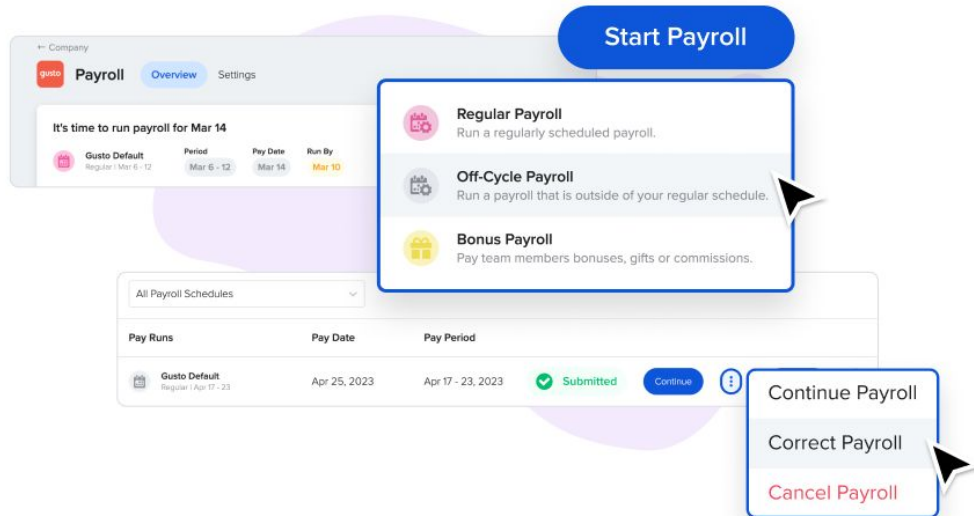 Start Payroll
← Company
gusto Payroll Overview Settings
It's time to run payroll for Mar 14
Gusto Default
Regular | Mar 6 - 12
Period
Mar 6 - 12
Pay Date
Mar 14
Run By
Mar 10
Regular Payroll
Run a regularly scheduled payroll.
Off-Cycle Payroll
Run a payroll that is outside of your regular schedule.
Bonus Payroll
Pay team members bonuses, gifts or commissions.
All Payroll Schedules
Pay Runs Pay Date Pay Period
Gusto Default
Regular | Apr 17 - 23
Apr 25, 2023 Apr 17 - 23, 2023 Submitted Continue
Continue Payroll
Correct Payroll
Cancel Payroll